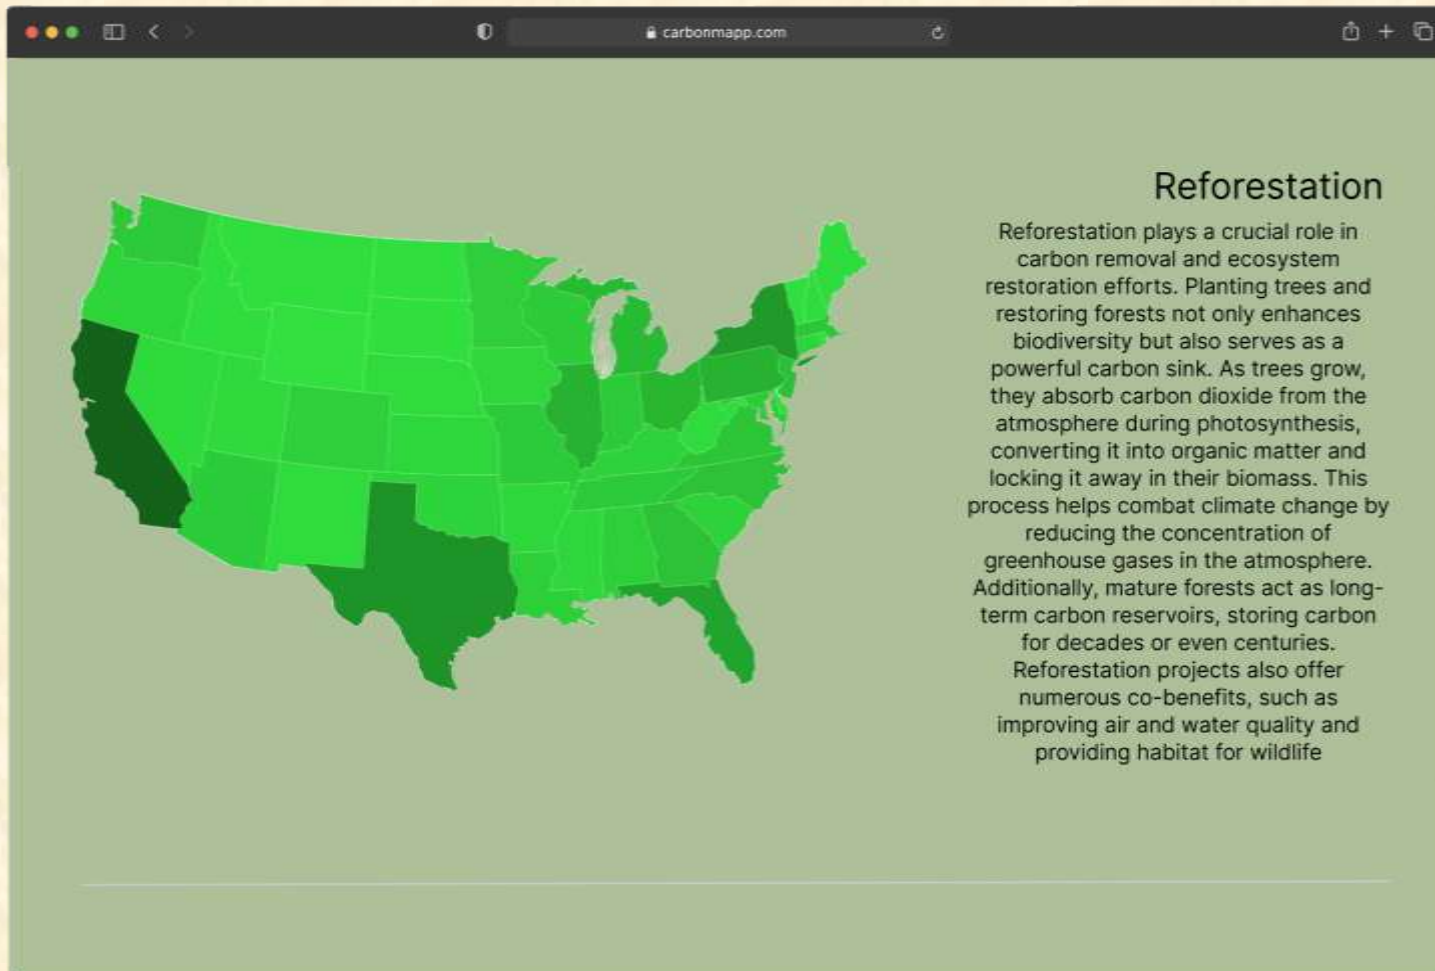 carbonmapp.com
Reforestation
Reforestation plays a crucial role in
carbon removal and ecosystem
restoration efforts. Planting trees and
restoring forests not only enhances
biodiversity but also serves as a
powerful carbon sink. As trees grow,
they absorb carbon dioxide from the
atmosphere during photosynthesis,
converting it into organic matter and
locking it away in their biomass. This
process helps combat climate change by
reducing the concentration of
greenhouse gases in the atmosphere.
Additionally, mature forests act as long-
term carbon reservoirs, storing carbon
for decades or even centuries.
Reforestation projects also offer
numerous co-benefits, such as
improving air and water quality and
providing habitat for wildlife